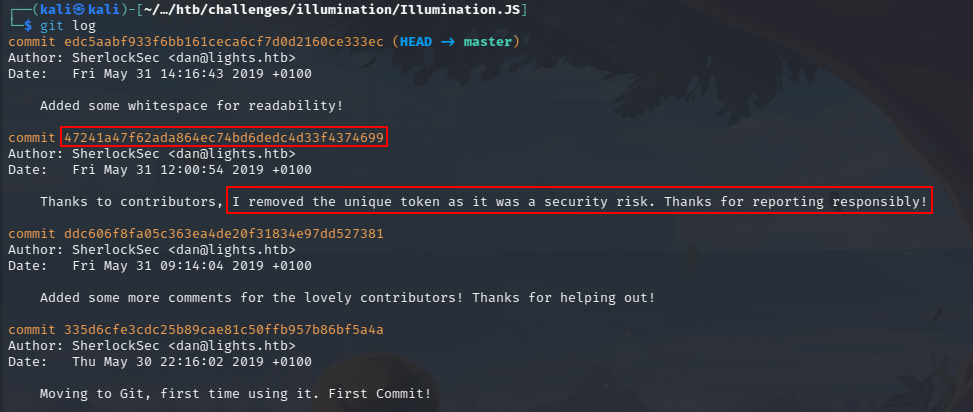 ┌──(kali㉿kali)-[~/…/htb/challenges/illumination/Illumination.JS]
└─$ git log
commit edc5aabf933f6bb161ceca6cf7d0d2160ce333ec (HEAD → master)
Author: SherlockSec <dan@lights.htb>
Date:   Fri May 31 14:16:43 2019 +0100
    Added some whitespace for readability!
commit 47241a47f62ada864ec74bd6dedc4d33f4374699
Author: SherlockSec <dan@lights.htb>
Date:   Fri May 31 12:00:54 2019 +0100
    Thanks to contributors, I removed the unique token as it was a security risk. Thanks for reporting responsibly!
commit ddc606f8fa05c363ea4de20f31834e97dd527381
Author: SherlockSec <dan@lights.htb>
Date:   Fri May 31 09:14:04 2019 +0100
    Added some more comments for the lovely contributors! Thanks for helping out!
commit 335d6cfe3cdc25b89cae81c50ffb957b86bf5a4a
Author: SherlockSec <dan@lights.htb>
Date:   Thu May 30 22:16:02 2019 +0100
    Moving to Git, first time using it. First Commit!